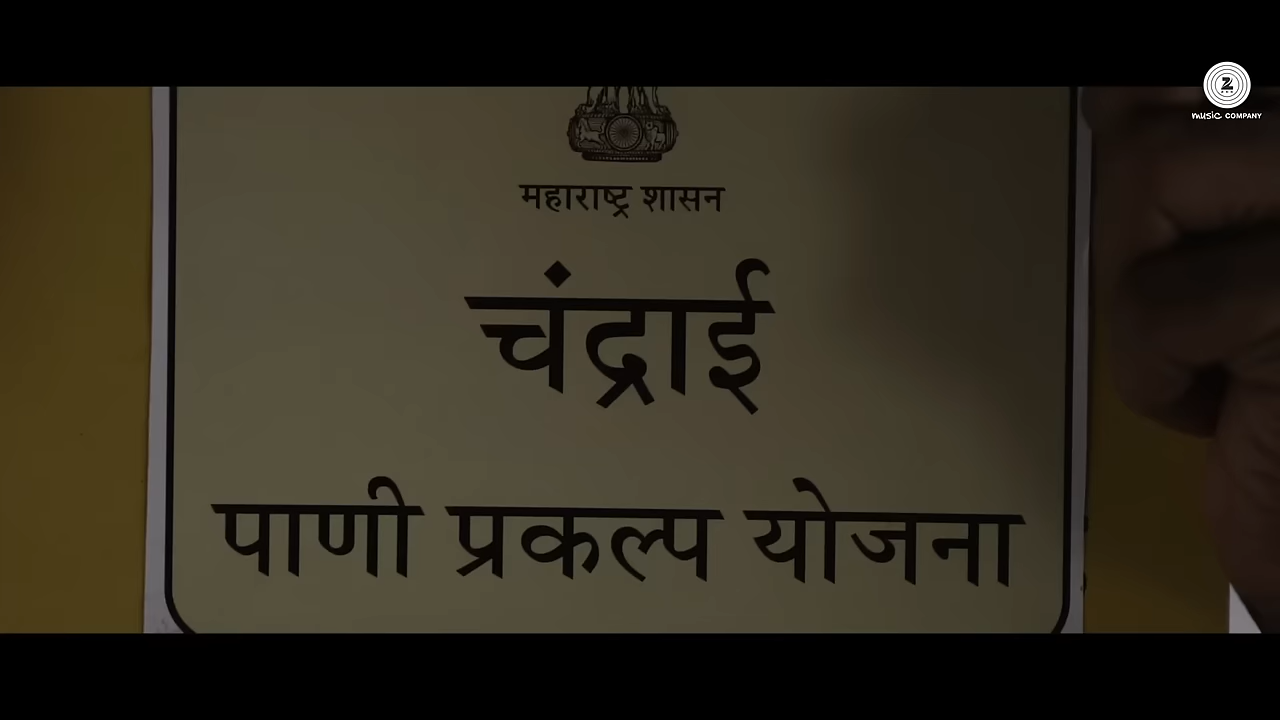 Z
music COMPANY
महाराष्ट्र शासन
चंद्राई
पाणी प्रकल्प योजना